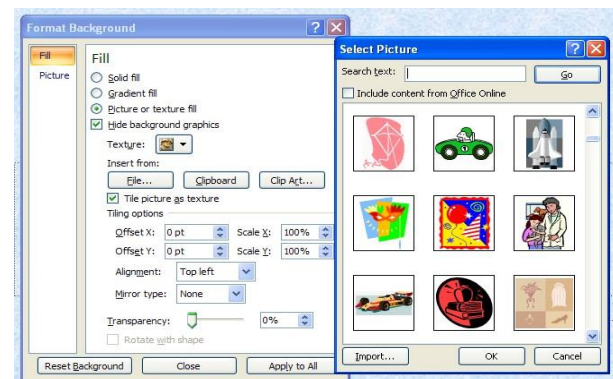 Format Background
Fill
Picture
Fill
Solid fill
Gradient fill
Picture or texture fill
Hide background graphics
Texture:
Insert from:
File...
Clipboard
Clip Art...
Tile picture as texture
Tiling options
Offset X: 0 pt Scale X: 100%
Offset Y: 0 pt Scale Y: 100%
Alignment: Top left
Mirror type: None
Transparency: 0%
Rotate with shape
Reset Background
Close
Apply to All
Select Picture
Search text:
Go
Include content from Office Online
Import...
OK
Cancel